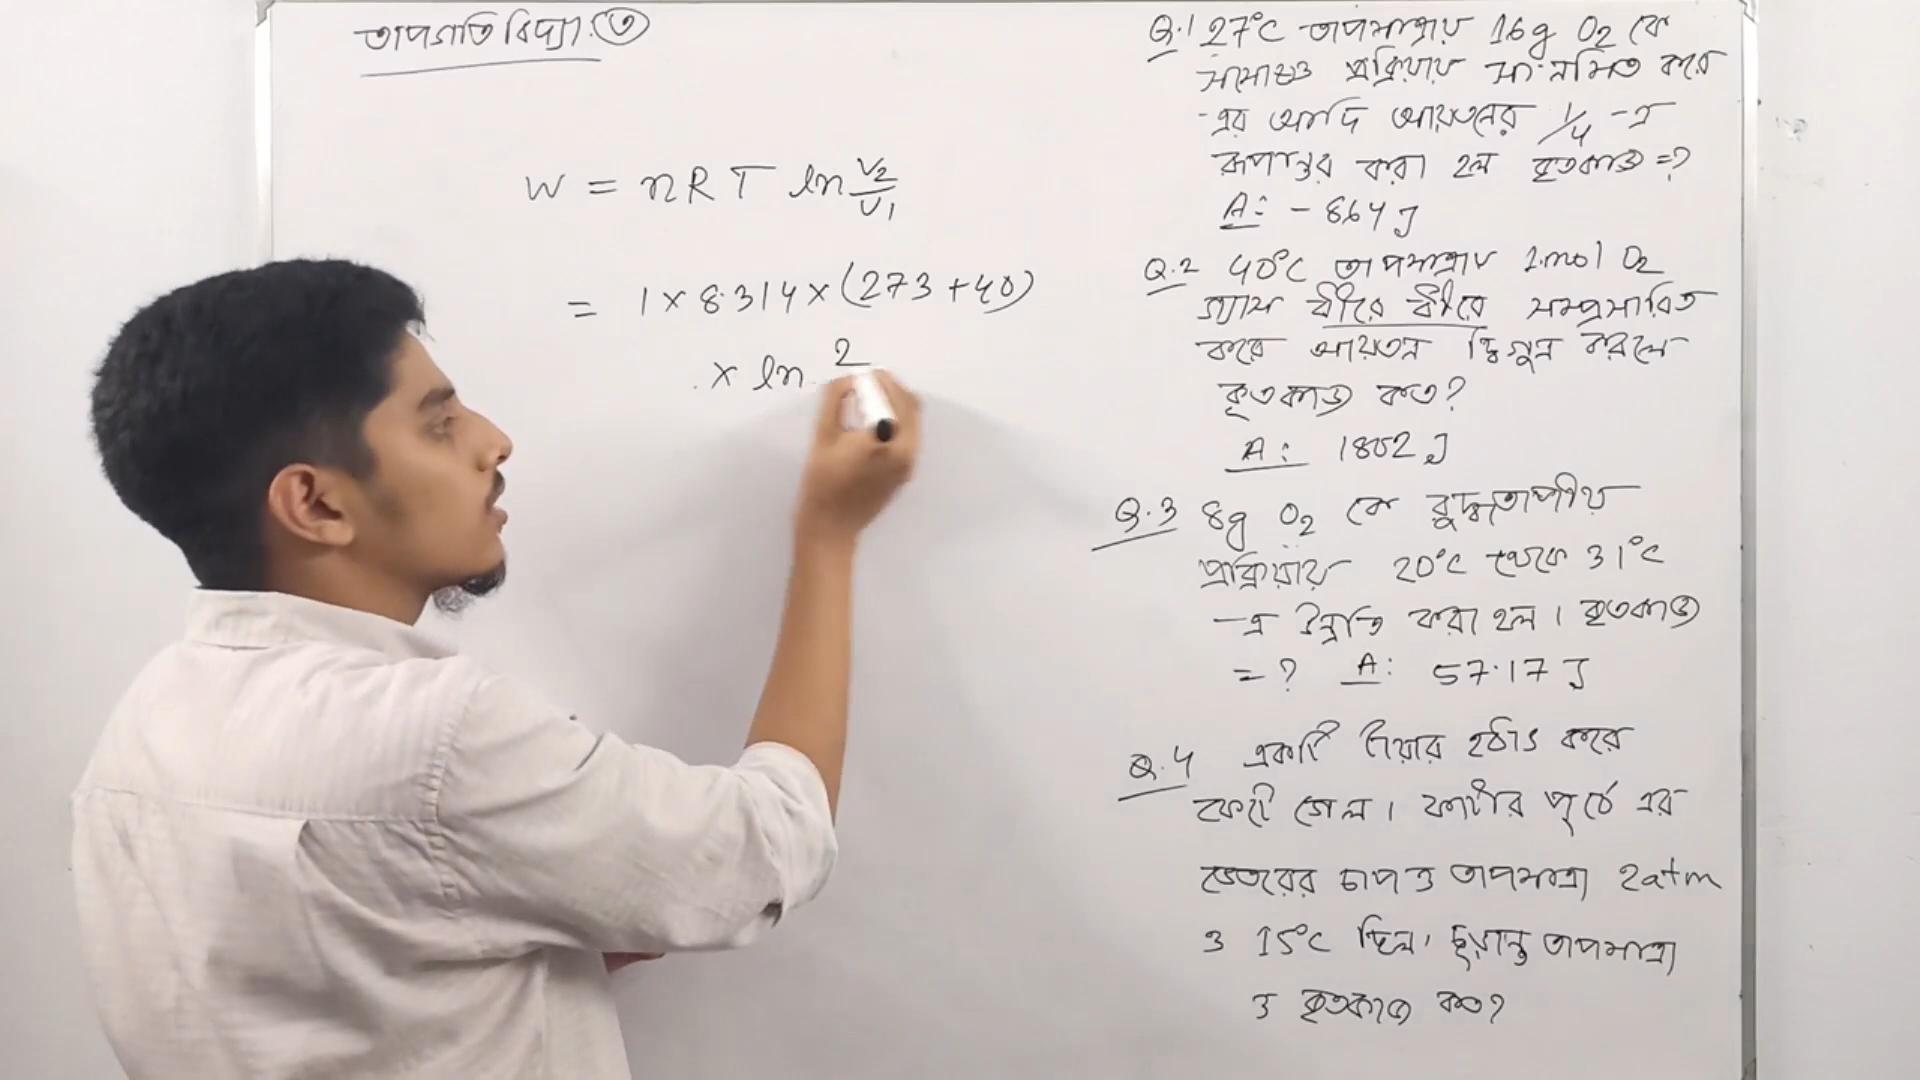 তাপগতিবিদ্যা ৩
W = nRT ln V2/V1
= 1 × 8.314 × (273 + 40)
× ln 2
Q.1 27°C তাপমাত্রায় 16g O2 কে
সমোষ্ণ প্রক্রিয়ায় সংনমিত করে
এর আদি আয়তনের 1/4 -এ
রূপান্তর করা হল কৃতকাজ =?
A: - 864 J
Q.2 40°C তাপমাত্রায় 1 mol O2
গ্যাস ধীরে ধীরে সম্প্রসারিত
করে আয়তন দ্বিগুন করলে
কৃতকাজ কত?
A: 1802 J
Q.3 8g O2 কে রুদ্ধতাপীয়
প্রক্রিয়ায় 20°C থেকে 31°C
-এ উন্নতি করা হল। কৃতকাজ
= ? A: 57.17 J
Q.4 একটি টায়ার হঠাৎ করে
ফেটে গেল। ফাটার পূর্বে এর
ভেতরের চাপ ও তাপমাত্রা 2atm
ও 15°C ছিল। চূড়ান্ত তাপমাত্রা
ও কৃতকাজ কত?